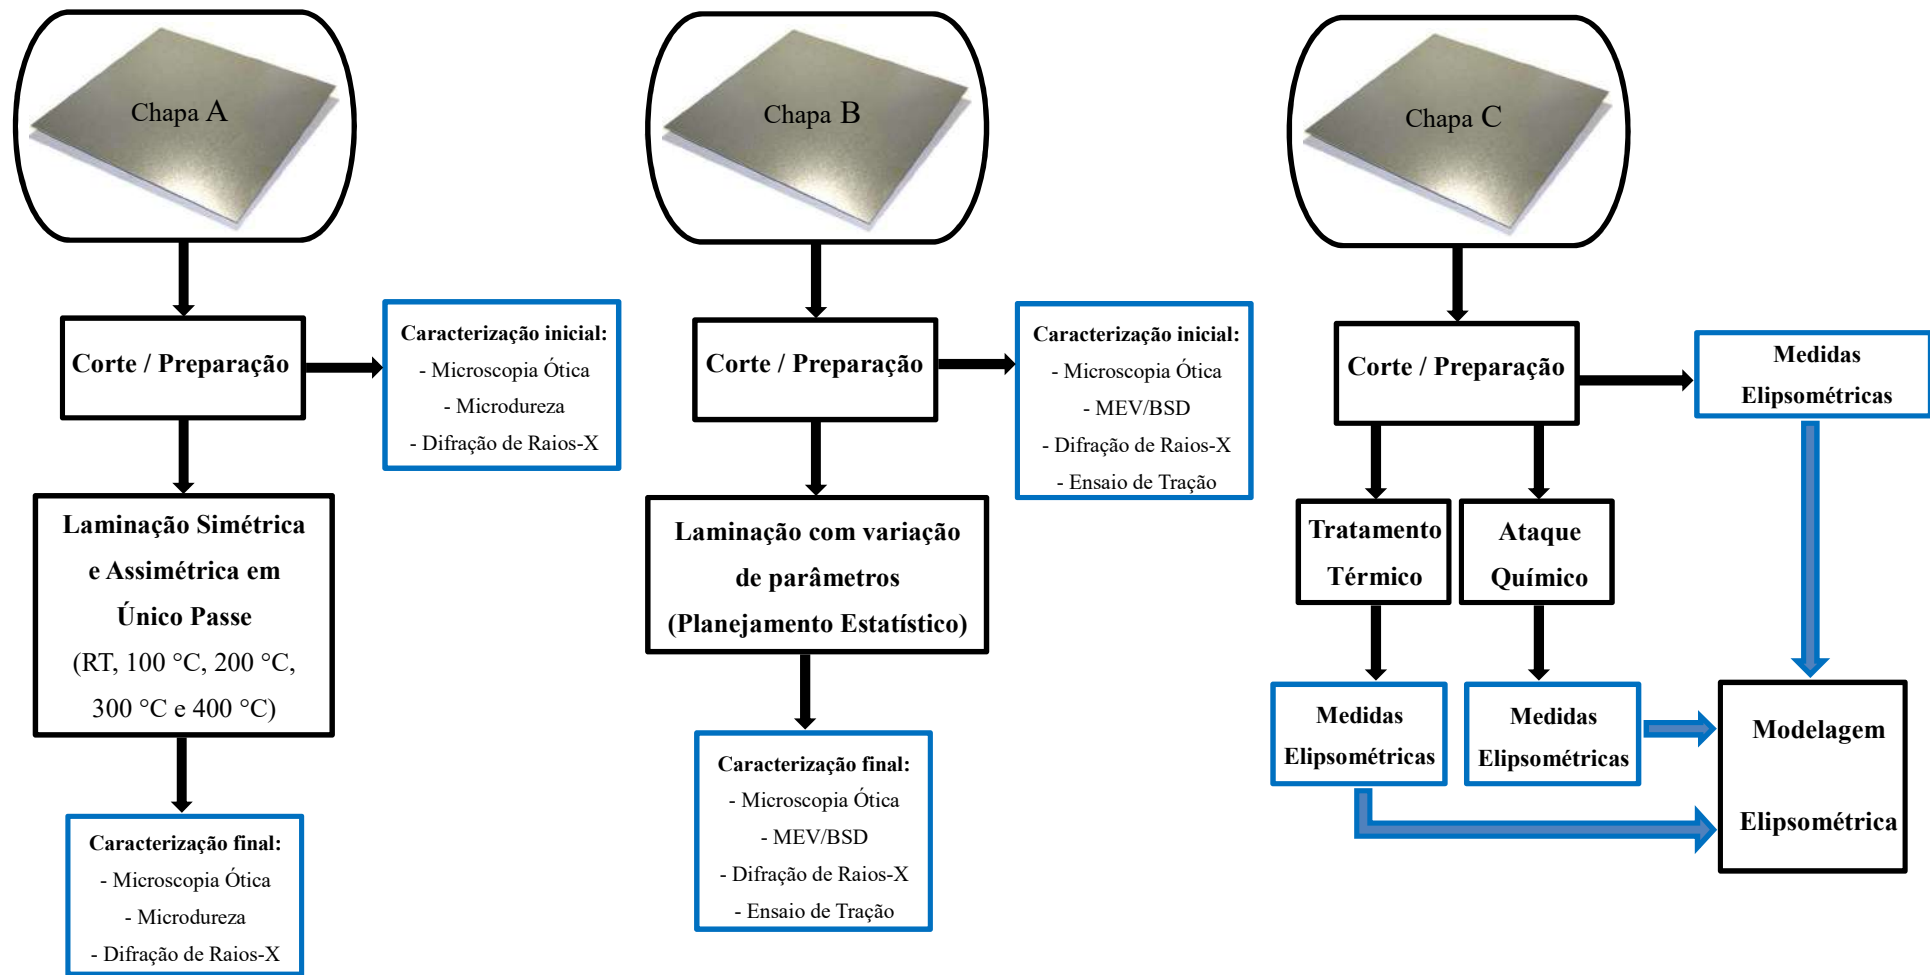 Chapa A
Corte / Preparação
Caracterização inicial:
- Microscopia Ótica
- Microdureza
- Difração de Raios-X
Laminação Simétrica
e Assimétrica em
Único Passe
(RT, 100 °C, 200 °C,
300 °C e 400 °C)
Caracterização final:
- Microscopia Ótica
- Microdureza
- Difração de Raios-X
Chapa B
Corte / Preparação
Caracterização inicial:
- Microscopia Ótica
- MEV/BSD
- Difração de Raios-X
- Ensaio de Tração
Laminação com variação
de parâmetros
(Planejamento Estatístico)
Caracterização final:
- Microscopia Ótica
- MEV/BSD
- Difração de Raios-X
- Ensaio de Tração
Chapa C
Corte / Preparação
Medidas
Elipsométricas
Tratamento
Térmico
Ataque
Químico
Medidas
Elipsométricas
Medidas
Elipsométricas
Modelagem
Elipsométrica